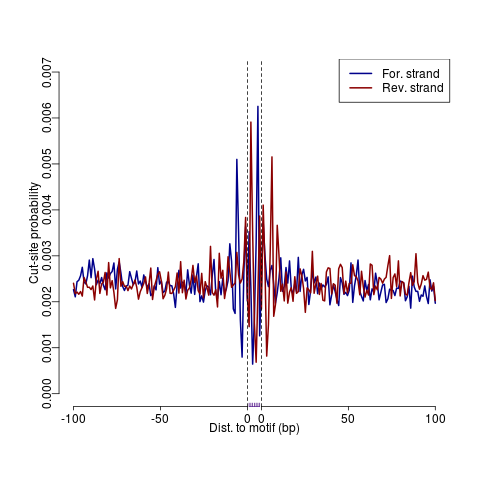 For. strand
Rev. strand
Cut-site probability
0.007
0.006
0.005
0.004
0.003
0.002
0.001
0.000
-100 -50 0 0 50 100
Dist. to motif (bp)